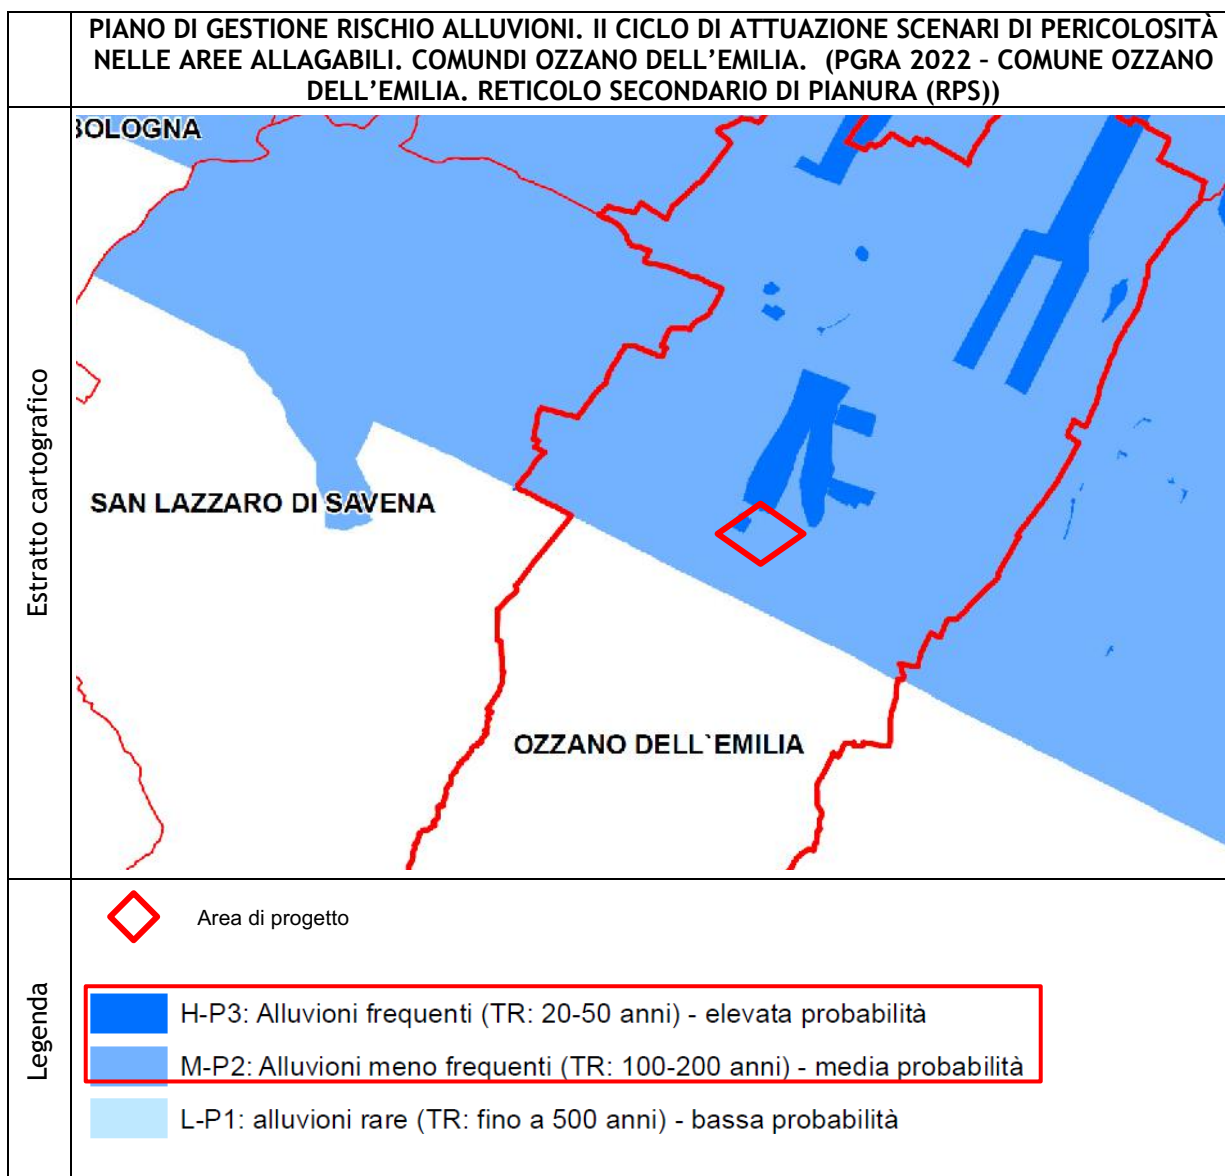 PIANO DI GESTIONE RISCHIO ALLUVIONI. II CICLO DI ATTUAZIONE SCENARI DI PERICOLOSITÀ
NELLE AREE ALLAGABILI. COMUNDI OZZANO DELL’EMILIA. (PGRA 2022 – COMUNE OZZANO
DELL’EMILIA. RETICOLO SECONDARIO DI PIANURA (RPS))
Estratto cartografico
BOLOGNA
SAN LAZZARO DI SAVENA
OZZANO DELL`EMILIA
Legenda
Area di progetto
H-P3: Alluvioni frequenti (TR: 20-50 anni) - elevata probabilità
M-P2: Alluvioni meno frequenti (TR: 100-200 anni) - media probabilità
L-P1: alluvioni rare (TR: fino a 500 anni) - bassa probabilità